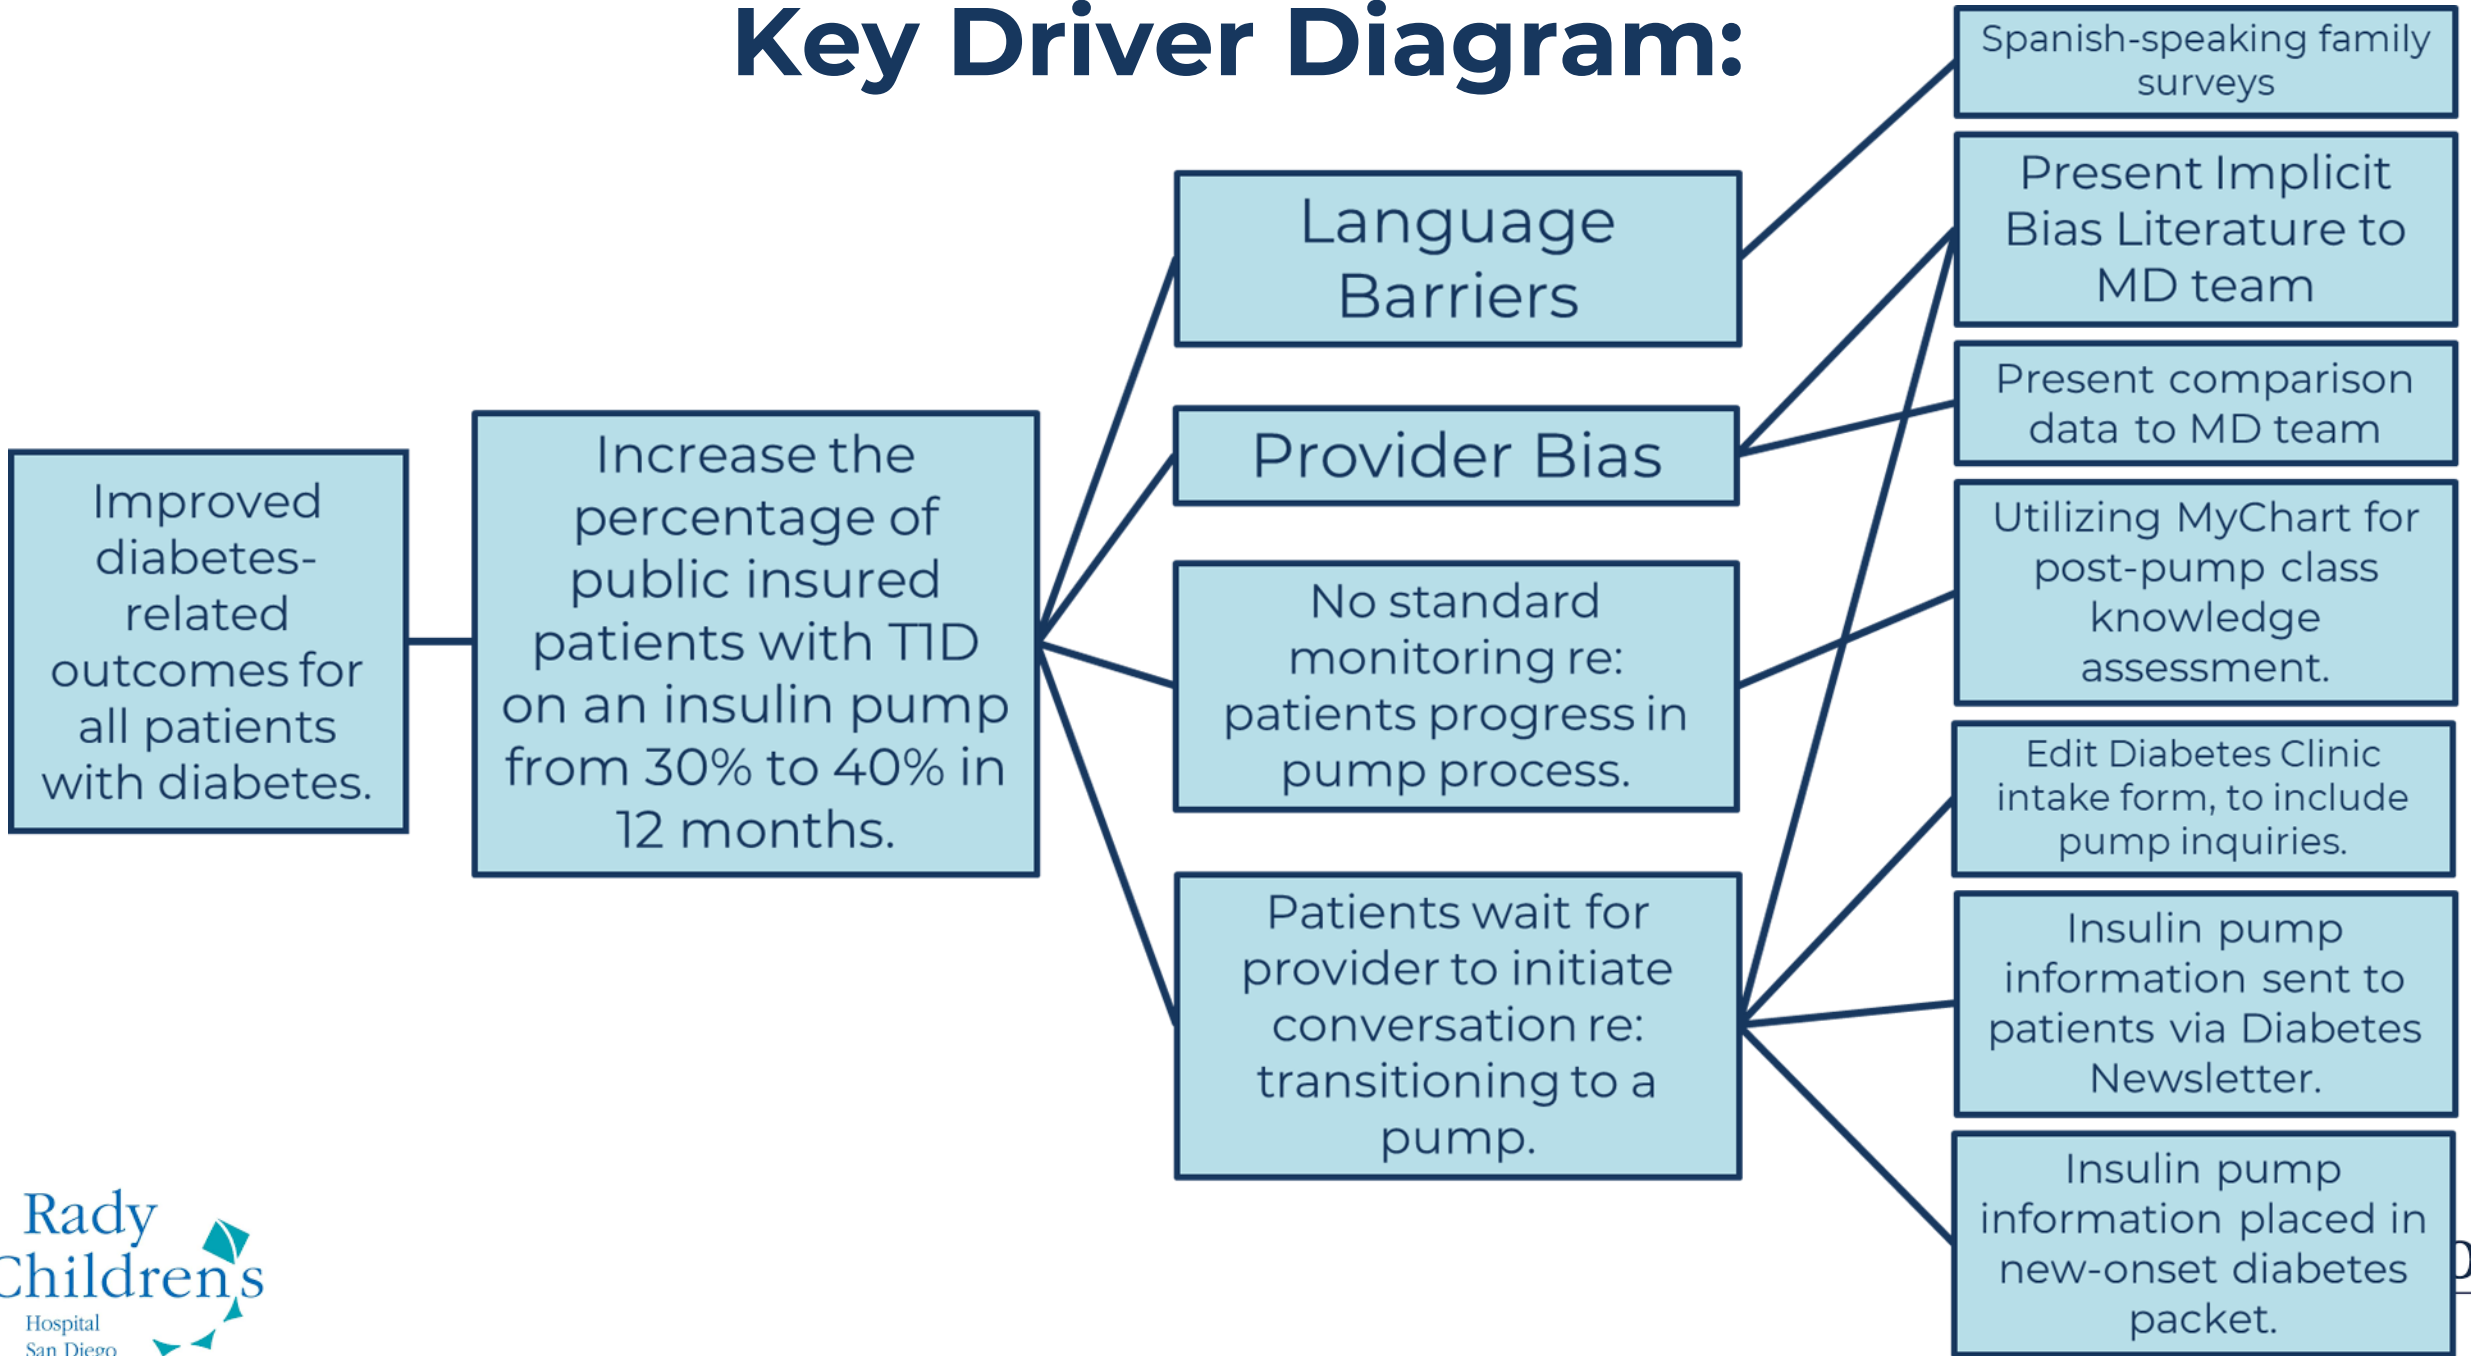 Key Driver Diagram:
Improved
diabetes-
related
outcomes for
all patients
with diabetes.
Increase the
percentage of
public insured
patients with T1D
on an insulin pump
from 30% to 40% in
12 months.
Language
Barriers
Provider Bias
No standard
monitoring re:
patients progress in
pump process.
Patients wait for
provider to initiate
conversation re:
transitioning to a
pump.
Spanish-speaking family
surveys
Present Implicit
Bias Literature to
MD team
Present comparison
data to MD team
Utilizing MyChart for
post-pump class
knowledge
assessment.
Edit Diabetes Clinic
intake form, to include
pump inquiries.
Insulin pump
information sent to
patients via Diabetes
Newsletter.
Insulin pump
information placed in
new-onset diabetes
packet.
Rady
Children's
Hospital
San Diego